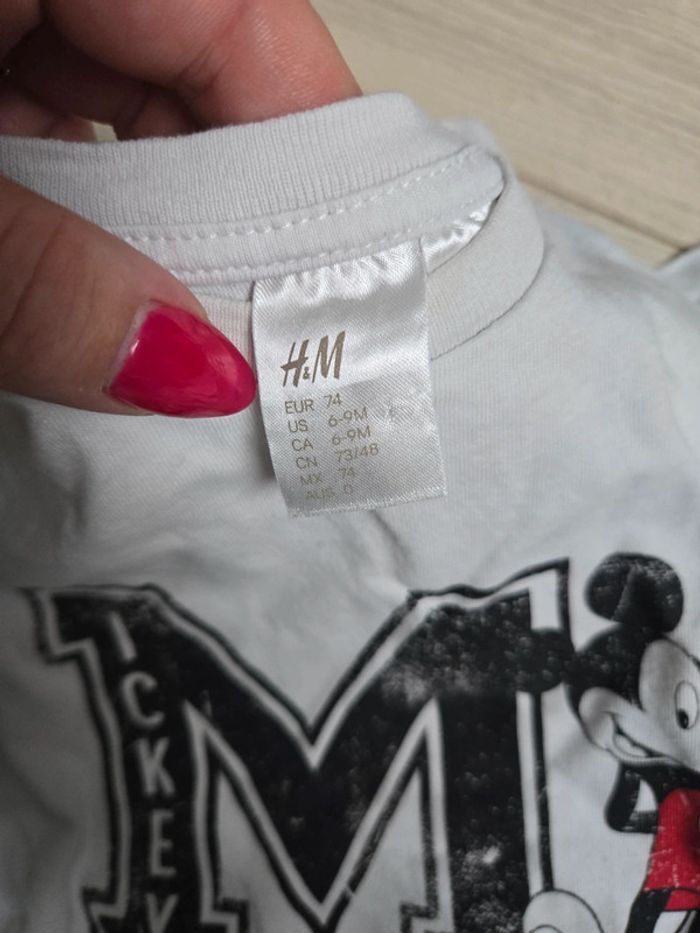 H&M
EUR 74
US 6-9M
CA 6-9M
CN 73/48
MX 74
AUS 0
M
ICKEY